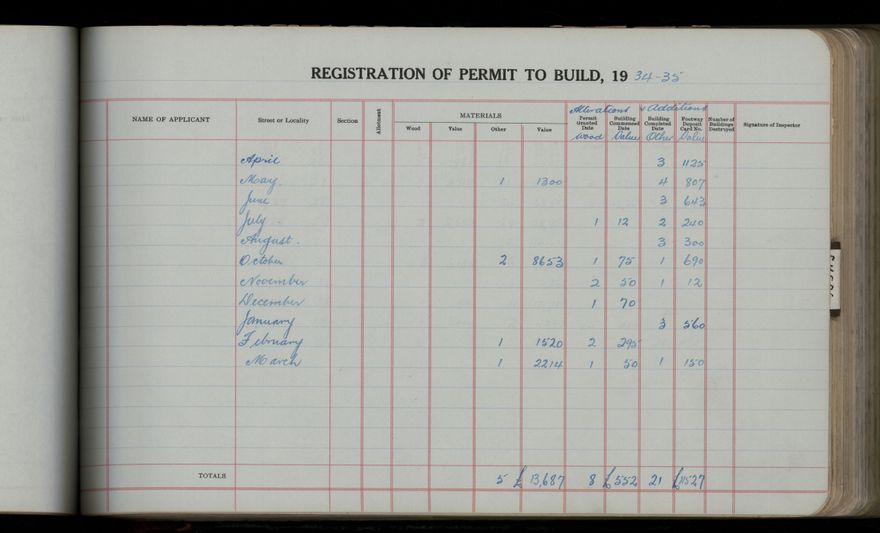 REGISTRATION OF PERMIT TO BUILD, 19 34-35
Alterations & Additions
NAME OF APPLICANT Street or Locality Section Allotment MATERIALS Permit Granted Date Building Commenced Date Building Completed Date Footway Deposit Card No. Number of Buildings Destroyed Signature of Inspector
Wood Value Other Value Wood Value Other Value
April 3 1125
May. 1 1300 4 807
June 3 643
July 1 12 2 240
August. 3 300
October 2 8653 1 75 1 690
November 2 50 1 12
December 1 70
January 3 560
February 1 1520 2 295
March 1 2214 1 50 1 150
TOTALS 5 £ 13,687 8 £552 21 £4527